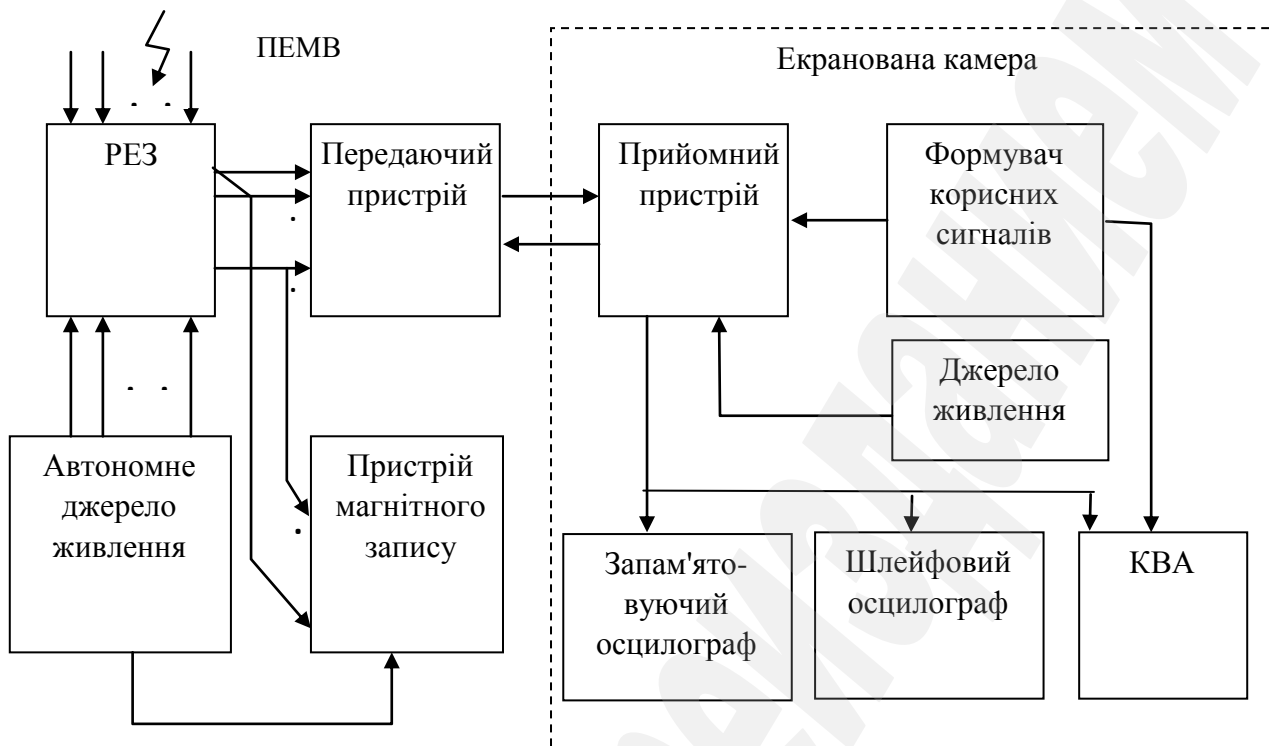 ПЕМВ
Екранована камера
РЕЗ
Передаючий
пристрій
Прийомний
пристрій
Формувач
корисних
сигналів
Джерело
живлення
Автономне
джерело
живлення
Пристрій
магнітного
запису
Запам'ято-
вуючий
осцилограф
Шлейфовий
осцилограф
КВА